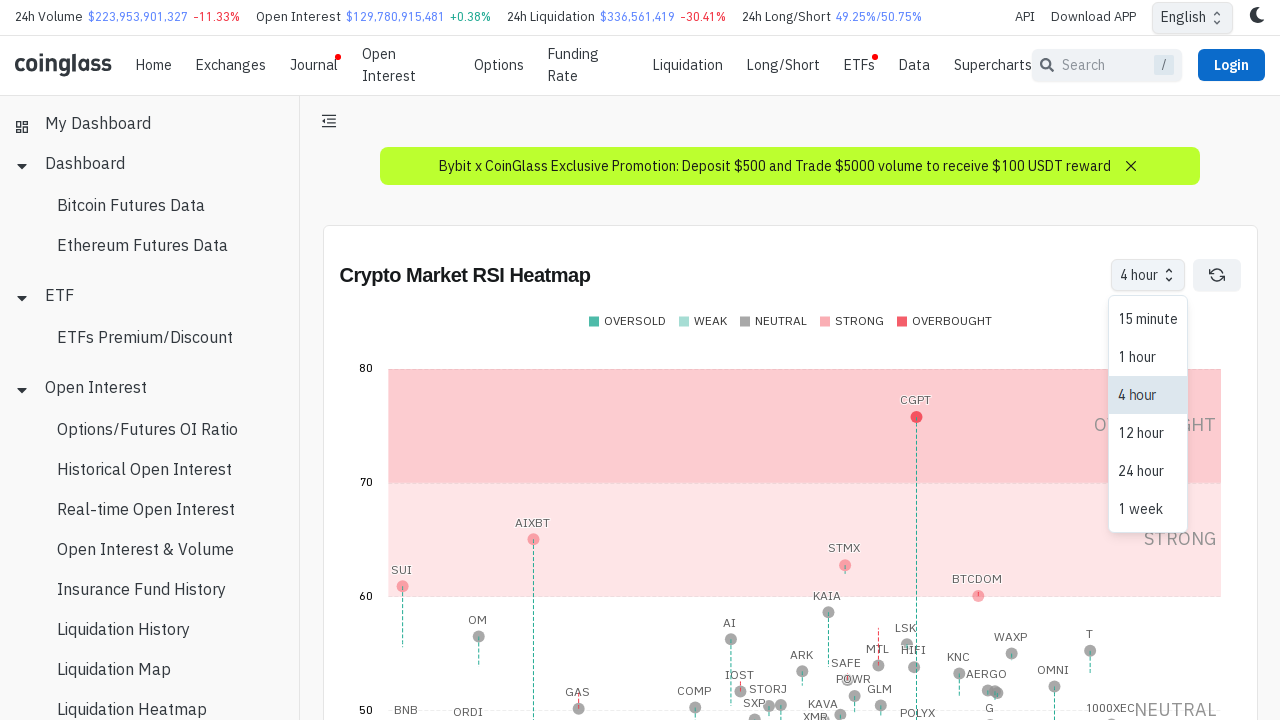 24h Volume $223,953,901,327 -11.33% Open Interest $129,780,915,481 +0.38% 24h Liquidation $336,561,419 -30.41% 24h Long/Short 49.25%/50.75% API Download APP English
coinglass Home Exchanges Journal Open Interest Options Funding Rate Liquidation Long/Short ETFs Data Supercharts Search / Login
My Dashboard
Dashboard
Bitcoin Futures Data
Ethereum Futures Data
ETF
ETFs Premium/Discount
Open Interest
Options/Futures OI Ratio
Historical Open Interest
Real-time Open Interest
Open Interest & Volume
Insurance Fund History
Liquidation History
Liquidation Map
Liquidation Heatmap
Bybit x CoinGlass Exclusive Promotion: Deposit $500 and Trade $5000 volume to receive $100 USDT reward
Crypto Market RSI Heatmap
4 hour
15 minute
1 hour
4 hour
12 hour
24 hour
1 week
OVERSOLD WEAK NEUTRAL STRONG OVERBOUGHT
80
CGPT
70
AIXBT
STRONG
STMX
SUI
BTCDOM
60
KAIA
OM
AI
LSK
T
WAXP
MTL
HIFI
ARK
KNC
SAFE
OMNI
AERGO
IOST
POWR
COMP
STORJ
GLM
GAS
SXP
KAVA
BNB
ORDI
50
G
1000XEC
NEUTRAL
POLYX
XMR